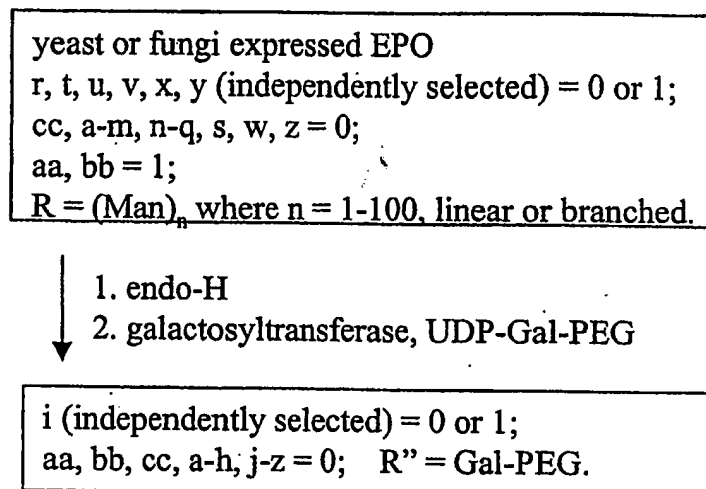 yeast or fungi expressed EPO
r, t, u, v, x, y (independently selected) = 0 or 1;
cc, a-m, n-q, s, w, z = 0;
aa, bb = 1;
R = (Man)n where n = 1-100, linear or branched.
1. endo-H
2. galactosyltransferase, UDP-Gal-PEG
i (independently selected) = 0 or 1;
aa, bb, cc, a-h, j-z = 0; R” = Gal-PEG.